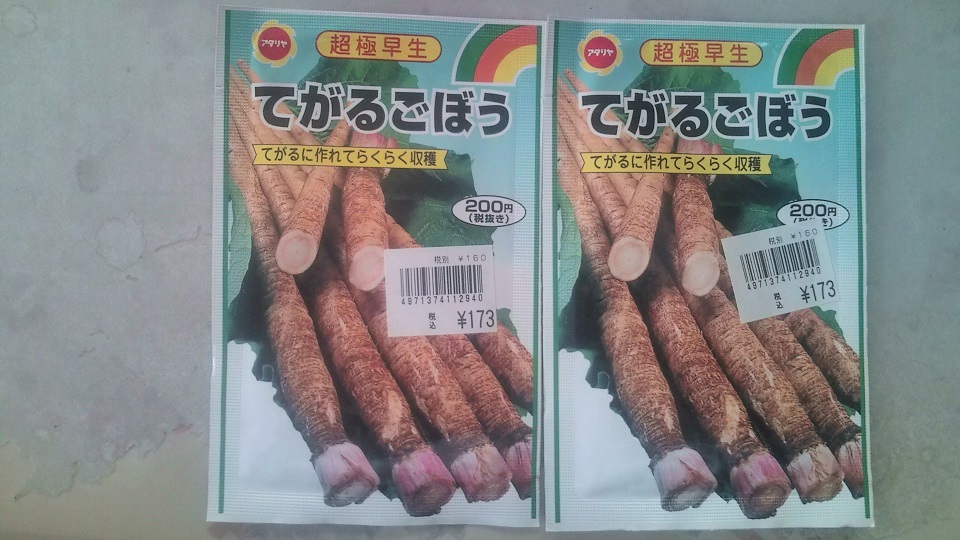 アタリヤ
超極早生
てがるごぼう
てがるに作れてらくらく収穫
200円
(税抜き)
税別 ¥160
4971374112940
税込 ¥173
アタリヤ
超極早生
てがるごぼう
てがるに作れてらくらく収穫
200円
税別 ¥160
4971374112940
税込 ¥173